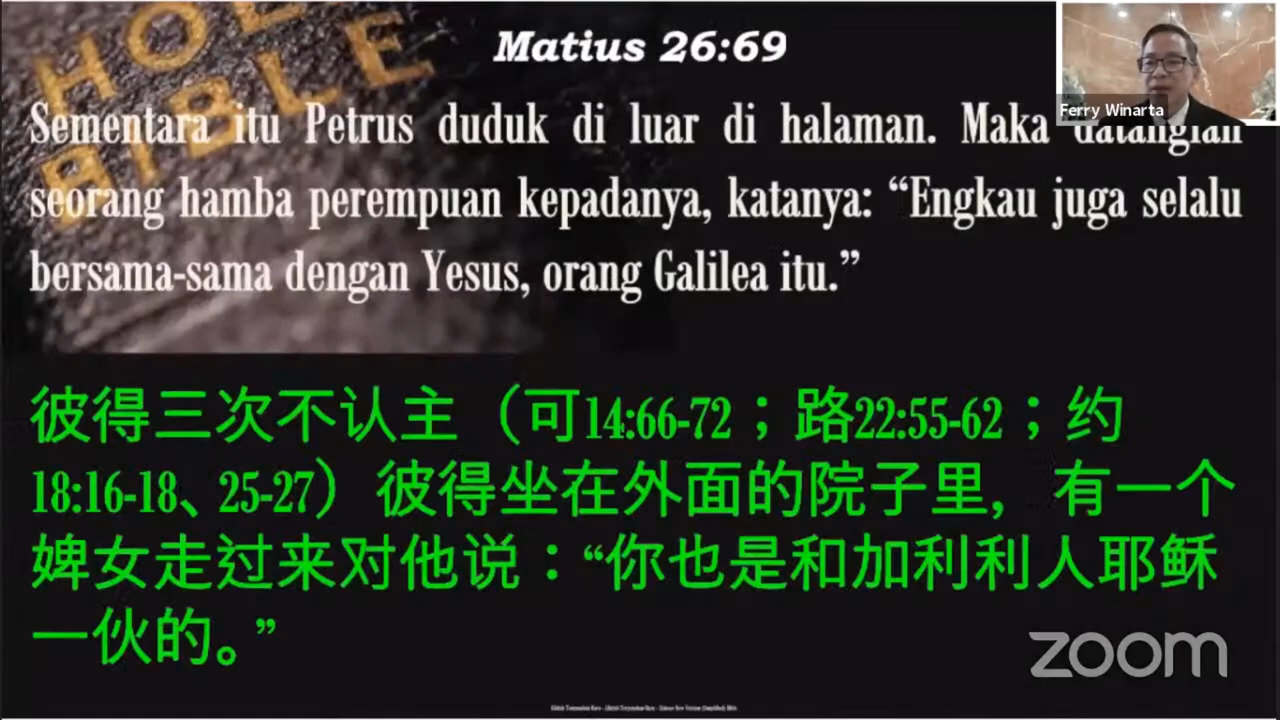 HOLY
BIBLE
Matius 26:69
Ferry Winarta
Sementara itu Petrus duduk di luar di halaman. Maka datanglah
seorang hamba perempuan kepadanya, katanya: “Engkau juga selalu
bersama-sama dengan Yesus, orang Galilea itu.”
彼得三次不认主（可14:66-72；路22:55-62；约
18:16-18、25-27）彼得坐在外面的院子里， 有一个
婢女走过来对他说：“你也是和加利利人耶稣
一伙的。”
zoom